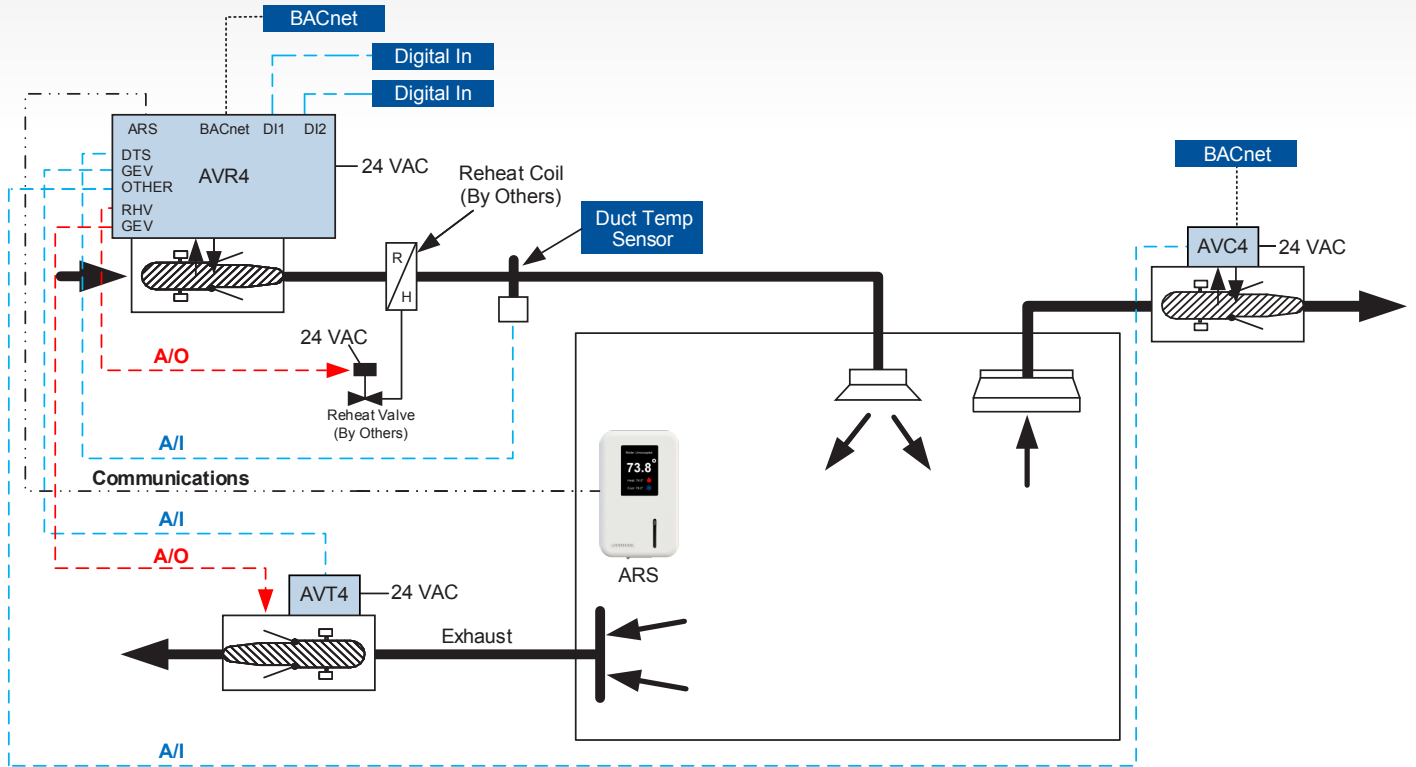 BACnet
Digital In
Digital In
ARS
BACnet
DI1
DI2
DTS
GEV
OTHER
RHV
GEV
AVR4
24 VAC
Reheat Coil
(By Others)
Duct Temp
Sensor
BACnet
AVC4
24 VAC
R
H
24 VAC
A/O
Reheat Valve
(By Others)
A/I
Communications
73.8°
ARS
A/I
A/O
AVT4
24 VAC
Exhaust
A/I